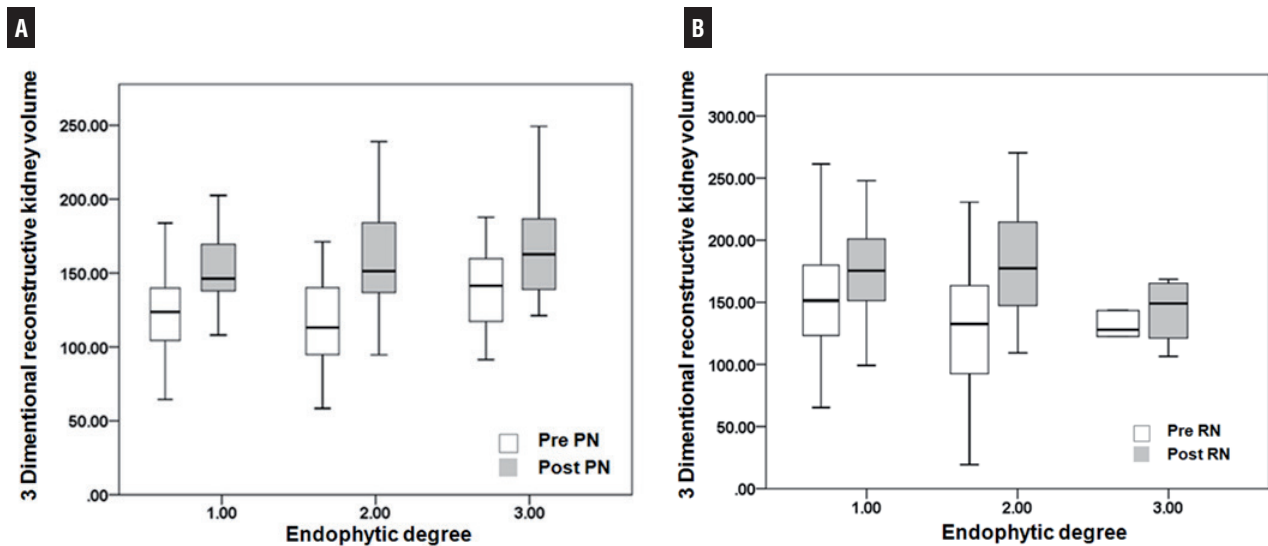 A
3 Dimentional reconstructive kidney volume
250.00
200.00
150.00
100.00
50.00
.00
Pre PN
Post PN
1.00 2.00 3.00
Endophytic degree
B
3 Dimentional reconstructive kidney volume
300.00
250.00
200.00
150.00
100.00
50.00
.00
Pre RN
Post RN
1.00 2.00 3.00
Endophytic degree